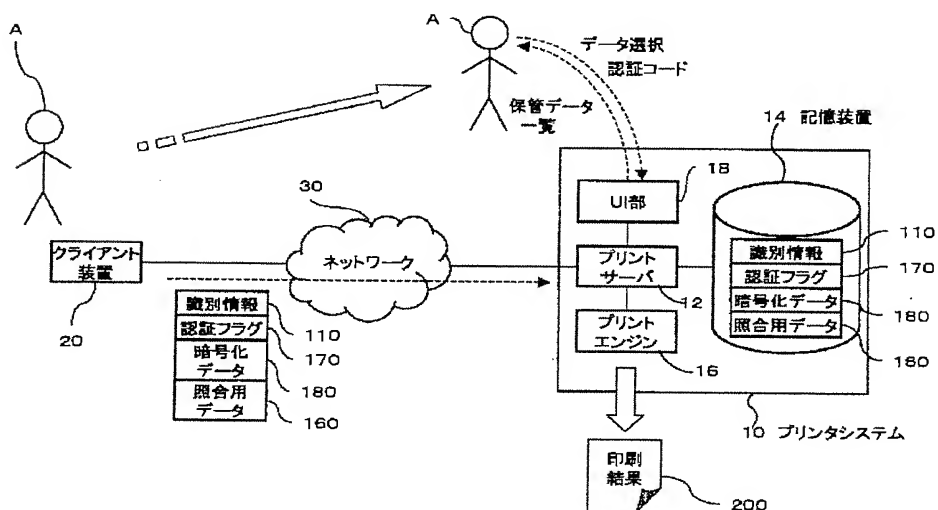 A
A
データ選択
認証コード
保管データ
一覧
14 記憶装置
18
UI部
30
クライアント
装置
ネットワーク
プリント
サーバ
識別情報
110
認証フラグ
170
暗号化データ
180
照合用データ
160
20
12
識別情報
110
認証フラグ
170
暗号化
データ
180
照合用
データ
160
プリント
エンジン
16
10 プリンタシステム
印刷
結果
200